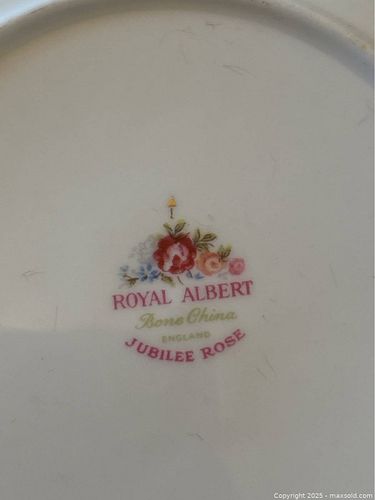 ROYAL ALBERT
Bone China
ENGLAND
JUBILEE ROSE
Copyright 2025 - maxsold.com